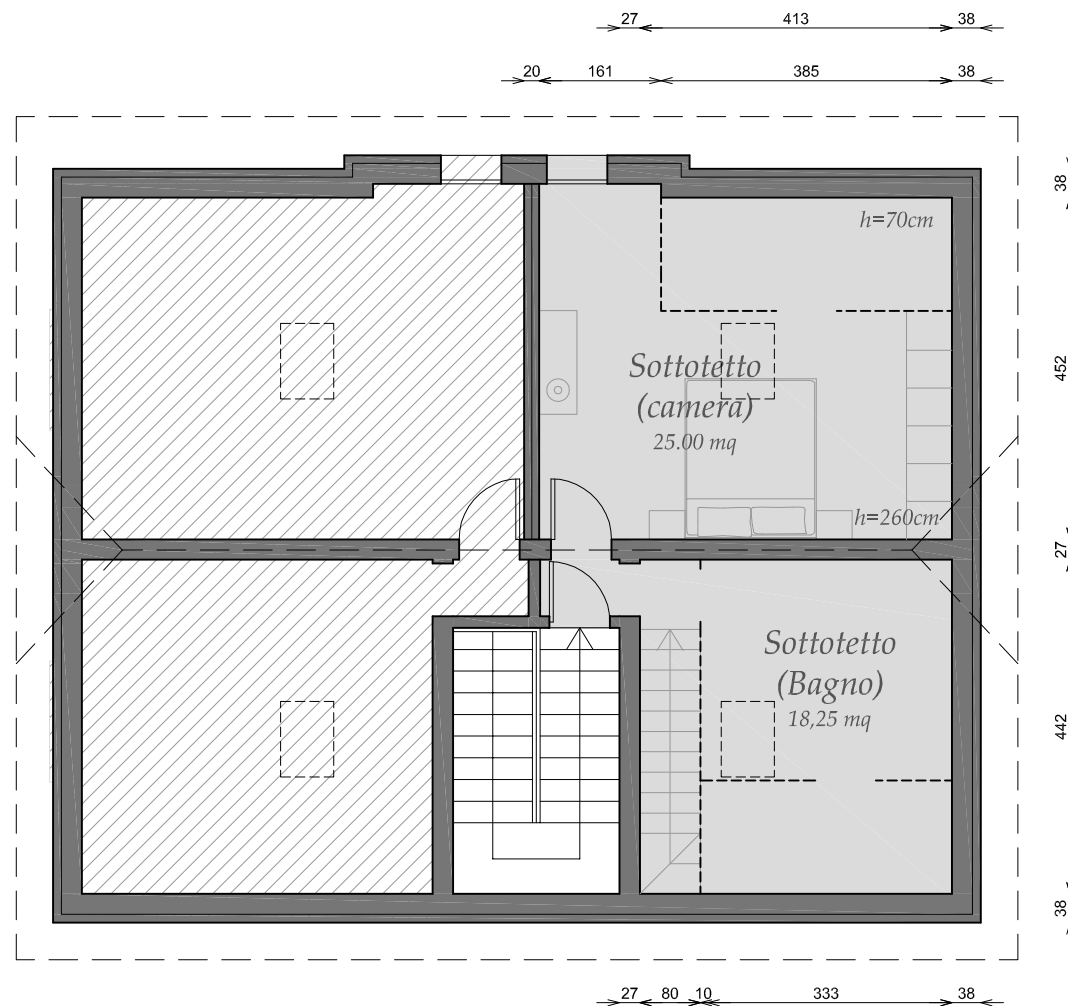 27 413 38
20 161 385 38
38
h=70cm
452
Sottotetto
(camera)
25.00 mq
h=260cm
27
Sottotetto
(Bagno)
18,25 mq
442
38
27 80 10 333 38